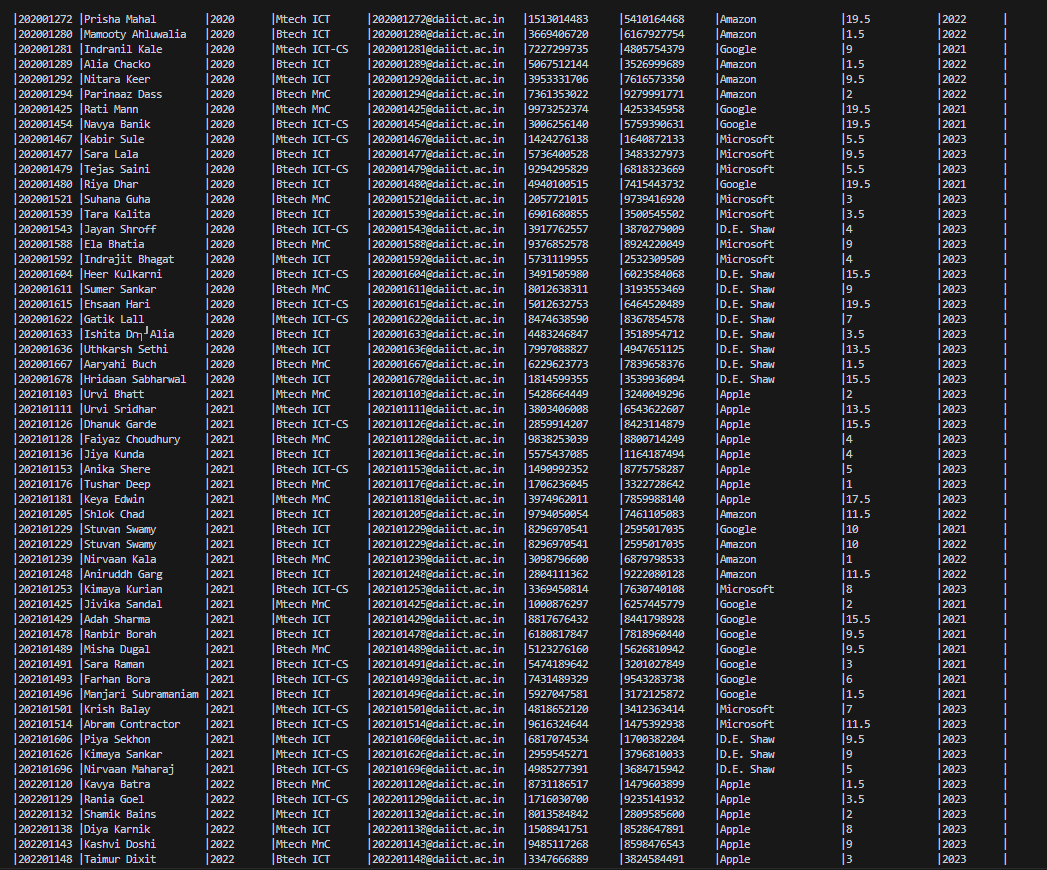 |202001272 |Prisha Mahal |2020 |Mtech ICT |202001272@daiict.ac.in |1513014483 |5410164468 |Amazon |19.5 |2022 |
|202001280 |Mamooty Ahluwalia |2020 |Btech ICT |202001280@daiict.ac.in |3669406720 |6167927754 |Amazon |1.5 |2022 |
|202001281 |Indranil Kale |2020 |Mtech ICT-CS |202001281@daiict.ac.in |7227299735 |4805754379 |Google |9 |2021 |
|202001289 |Alia Chacko |2020 |Btech ICT |202001289@daiict.ac.in |5067512144 |3526999689 |Amazon |1.5 |2022 |
|202001292 |Nitara Keer |2020 |Mtech ICT |202001292@daiict.ac.in |3953331706 |7616573350 |Amazon |9.5 |2022 |
|202001294 |Parinaaz Dass |2020 |Btech MnC |202001294@daiict.ac.in |7361353022 |9279991771 |Amazon |2 |2022 |
|202001425 |Rati Mann |2020 |Mtech MnC |202001425@daiict.ac.in |9973252374 |4253345958 |Google |19.5 |2021 |
|202001454 |Navya Banik |2020 |Btech ICT-CS |202001454@daiict.ac.in |3006256140 |5759390631 |Google |19.5 |2021 |
|202001467 |Kabir Sule |2020 |Mtech ICT-CS |202001467@daiict.ac.in |1424276138 |1640872133 |Microsoft |5.5 |2023 |
|202001477 |Sara Lala |2020 |Mtech ICT |202001477@daiict.ac.in |5736400528 |3483327973 |Microsoft |9.5 |2023 |
|202001479 |Tejas Saini |2020 |Btech ICT-CS |202001479@daiict.ac.in |9294295829 |6818323669 |Microsoft |5.5 |2023 |
|202001480 |Riya Dhar |2020 |Btech ICT |202001480@daiict.ac.in |4940100515 |7415443732 |Google |19.5 |2021 |
|202001521 |Suhana Guha |2020 |Btech MnC |202001521@daiict.ac.in |2057721015 |9739416920 |Microsoft |3 |2023 |
|202001539 |Tara Kalita |2020 |Btech ICT |202001539@daiict.ac.in |6901680855 |3500545502 |Microsoft |3.5 |2023 |
|202001543 |Jayan Shroff |2020 |Btech ICT-CS |202001543@daiict.ac.in |3917762557 |3870279009 |D.E. Shaw |4 |2023 |
|202001588 |Ela Bhatia |2020 |Btech MnC |202001588@daiict.ac.in |9376852578 |8924220049 |Microsoft |9 |2023 |
|202001592 |Indrajit Bhagat |2020 |Mtech ICT |202001592@daiict.ac.in |5731119955 |2532309509 |Microsoft |4 |2023 |
|202001604 |Heer Kulkarni |2020 |Btech ICT-CS |202001604@daiict.ac.in |3491505980 |6023584068 |D.E. Shaw |15.5 |2023 |
|202001611 |Sumer Sankar |2020 |Btech MnC |202001611@daiict.ac.in |8012638311 |3193553469 |D.E. Shaw |9 |2023 |
|202001615 |Ehsaan Hari |2020 |Btech ICT-CS |202001615@daiict.ac.in |5012632753 |6464520489 |D.E. Shaw |19.5 |2023 |
|202001622 |Gatik Lall |2020 |Mtech ICT-CS |202001622@daiict.ac.in |8474638590 |8367854578 |D.E. Shaw |7 |2023 |
|202001633 |Ishita Dn┐┘Alia |2020 |Btech ICT |202001633@daiict.ac.in |4483246847 |3518954712 |D.E. Shaw |3.5 |2023 |
|202001636 |Uthkarsh Sethi |2020 |Mtech ICT |202001636@daiict.ac.in |7997088827 |4947651125 |D.E. Shaw |13.5 |2023 |
|202001667 |Aaryahi Buch |2020 |Btech MnC |202001667@daiict.ac.in |6229623773 |7839658376 |D.E. Shaw |1.5 |2023 |
|202001678 |Hridaan Sabharwal |2020 |Mtech ICT |202001678@daiict.ac.in |1814599355 |3539936094 |D.E. Shaw |15.5 |2023 |
|202101103 |Urvi Bhatt |2021 |Mtech MnC |202101103@daiict.ac.in |5428664449 |3240049296 |Apple |2 |2023 |
|202101111 |Urvi Sridhar |2021 |Mtech ICT |202101111@daiict.ac.in |3803406008 |6543622607 |Apple |13.5 |2023 |
|202101126 |Dhanuk Garde |2021 |Btech ICT-CS |202101126@daiict.ac.in |2859914207 |8423114879 |Apple |15.5 |2023 |
|202101128 |Faiyaz Choudhury |2021 |Btech MnC |202101128@daiict.ac.in |9838253039 |8800714249 |Apple |4 |2023 |
|202101136 |Jiya Kunda |2021 |Mtech ICT |202101136@daiict.ac.in |5575437085 |1164187494 |Apple |4 |2023 |
|202101153 |Anika Shere |2021 |Btech ICT-CS |202101153@daiict.ac.in |1490992352 |8775758287 |Apple |5 |2023 |
|202101176 |Tushar Deep |2021 |Btech MnC |202101176@daiict.ac.in |1706236045 |3322728642 |Apple |1 |2023 |
|202101181 |Keya Edwin |2021 |Mtech MnC |202101181@daiict.ac.in |3974962011 |7859988140 |Apple |17.5 |2023 |
|202101205 |Shlok Chad |2021 |Btech ICT |202101205@daiict.ac.in |9794050054 |7461105083 |Amazon |11.5 |2022 |
|202101229 |Stuvan Swamy |2021 |Btech ICT |202101229@daiict.ac.in |8296970541 |2595017035 |Google |10 |2021 |
|202101229 |Stuvan Swamy |2021 |Btech ICT |202101229@daiict.ac.in |8296970541 |2595017035 |Amazon |10 |2022 |
|202101239 |Nirvaan Kala |2021 |Btech MnC |202101239@daiict.ac.in |3098796600 |6879798533 |Amazon |1 |2022 |
|202101248 |Aniruddh Garg |2021 |Btech ICT |202101248@daiict.ac.in |2804111362 |9222080128 |Amazon |11.5 |2022 |
|202101253 |Kimaya Kurian |2021 |Btech ICT-CS |202101253@daiict.ac.in |3369450814 |7630740108 |Microsoft |8 |2023 |
|202101425 |Jivika Sandal |2021 |Mtech MnC |202101425@daiict.ac.in |1000876297 |6257445779 |Google |2 |2021 |
|202101429 |Adah Sharma |2021 |Mtech ICT |202101429@daiict.ac.in |8817676432 |8441798928 |Google |15.5 |2021 |
|202101478 |Ranbir Borah |2021 |Btech ICT |202101478@daiict.ac.in |6180817847 |7818960440 |Google |9.5 |2021 |
|202101489 |Misha Dugal |2021 |Btech MnC |202101489@daiict.ac.in |5123276160 |5626810942 |Google |9.5 |2021 |
|202101491 |Sara Raman |2021 |Btech ICT-CS |202101491@daiict.ac.in |5474189642 |3201027849 |Google |3 |2021 |
|202101493 |Farhan Bora |2021 |Btech ICT-CS |202101493@daiict.ac.in |7431489329 |9543283738 |Google |6 |2021 |
|202101496 |Manjari Subramaniam |2021 |Btech ICT |202101496@daiict.ac.in |5927047581 |3172125872 |Google |1.5 |2021 |
|202101501 |Krish Balay |2021 |Mtech ICT-CS |202101501@daiict.ac.in |4818652120 |3412363414 |Microsoft |7 |2023 |
|202101514 |Abram Contractor |2021 |Btech ICT-CS |202101514@daiict.ac.in |9616324644 |1475392938 |Microsoft |11.5 |2023 |
|202101606 |Piya Sekhon |2021 |Mtech ICT |202101606@daiict.ac.in |6817074534 |1700382204 |D.E. Shaw |9.5 |2023 |
|202101626 |Kimaya Sankar |2021 |Mtech ICT-CS |202101626@daiict.ac.in |2959545271 |3796810033 |D.E. Shaw |9 |2023 |
|202101696 |Nirvaan Maharaj |2021 |Btech ICT-CS |202101696@daiict.ac.in |4985277391 |3684715942 |D.E. Shaw |5 |2023 |
|202201120 |Kavya Batra |2022 |Btech MnC |202201120@daiict.ac.in |8731186517 |1479603899 |Apple |1.5 |2023 |
|202201129 |Rania Goel |2022 |Btech ICT-CS |202201129@daiict.ac.in |1716030700 |9235141932 |Apple |3.5 |2023 |
|202201132 |Shamik Bains |2022 |Mtech ICT |202201132@daiict.ac.in |8013584842 |2809585600 |Apple |2 |2023 |
|202201138 |Diya Karnik |2022 |Mtech ICT |202201138@daiict.ac.in |1508941751 |8528647891 |Apple |8 |2023 |
|202201143 |Kashvi Doshi |2022 |Mtech MnC |202201143@daiict.ac.in |9485117268 |8598476543 |Apple |9 |2023 |
|202201148 |Taimur Dixit |2022 |Btech ICT |202201148@daiict.ac.in |3347666889 |3824584491 |Apple |3 |2023 |